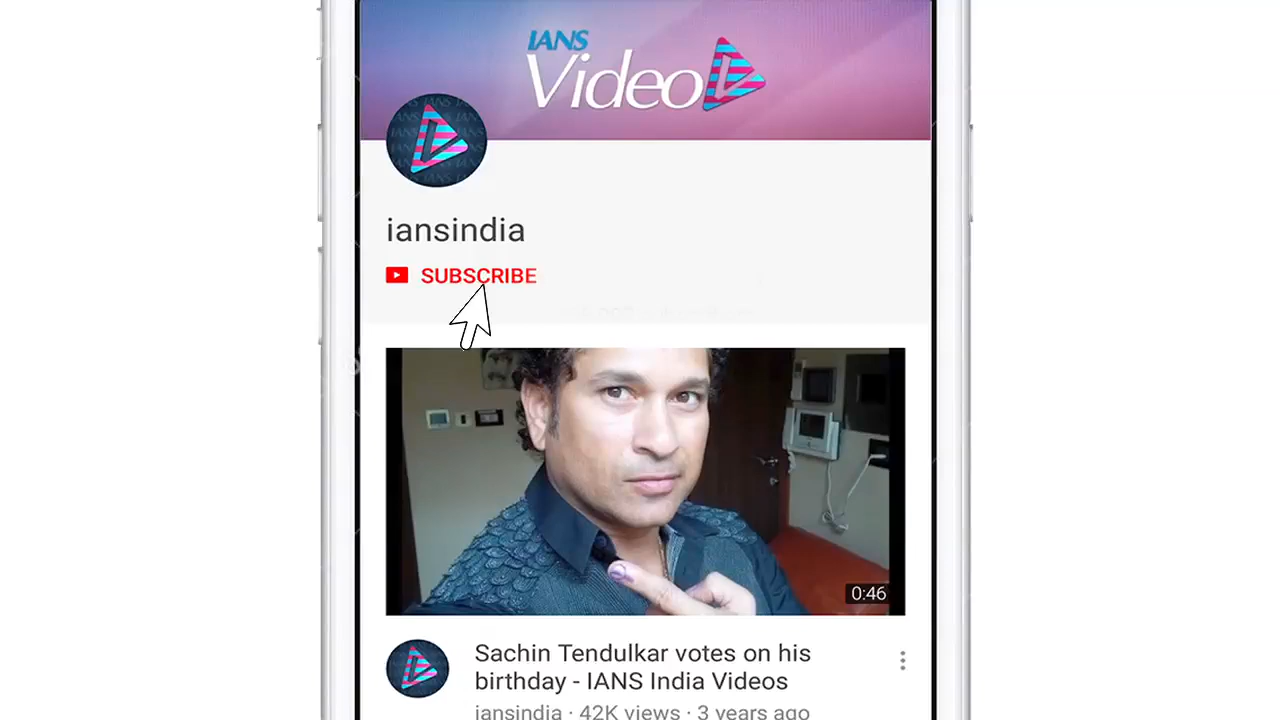 IANS
Video
iansindia
SUBSCRIBE
0:46
Sachin Tendulkar votes on his
birthday - IANS India Videos
iansindia · 42K views · 3 years ago